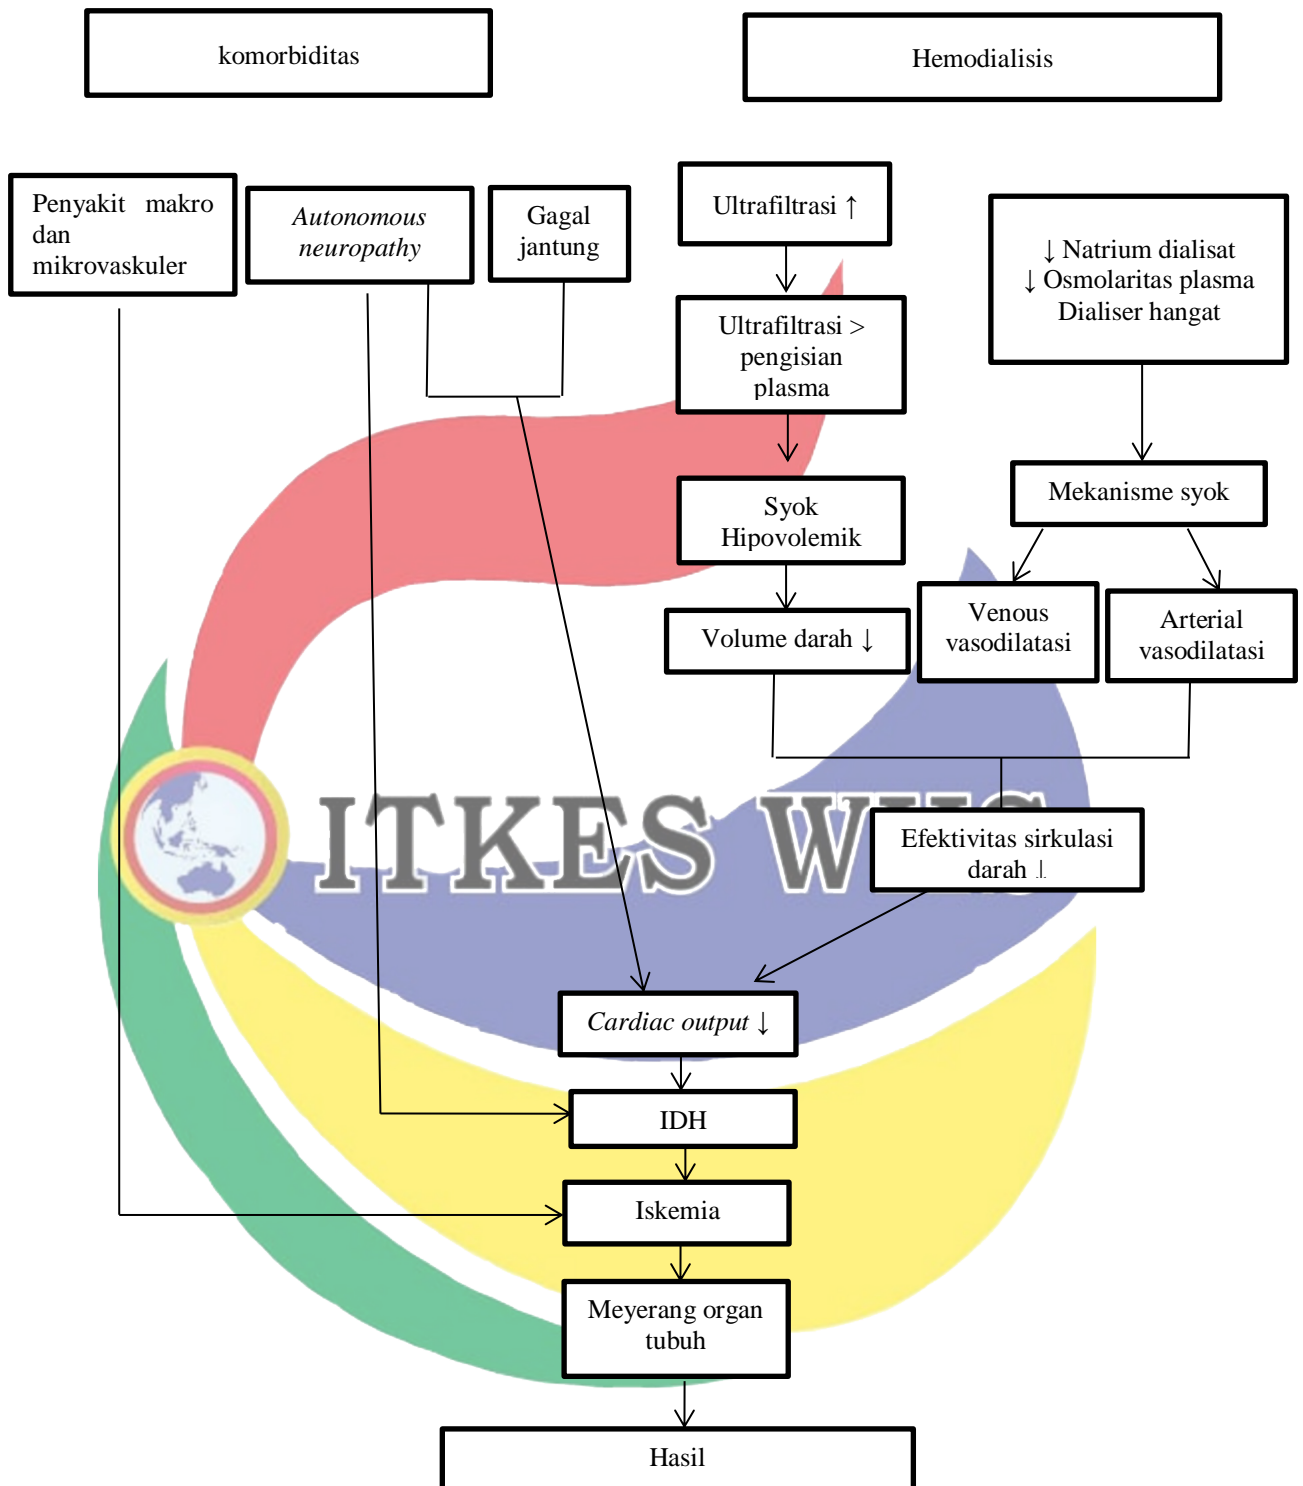 komorbiditas
Hemodialisis
Penyakit makro
dan
mikrovaskuler
Autonomous
neuropathy
Gagal
jantung
Ultrafiltrasi ↑
↓ Natrium dialisat
↓ Osmolaritas plasma
Dialiser hangat
Ultrafiltrasi >
pengisian
plasma
Mekanisme syok
Syok
Hipovolemik
Venous
vasodilatasi
Arterial
vasodilatasi
Volume darah ↓
ITKES W
Efektivitas sirkulasi
darah ↓
Cardiac output ↓
IDH
Iskemia
Meyerang organ
tubuh
Hasil